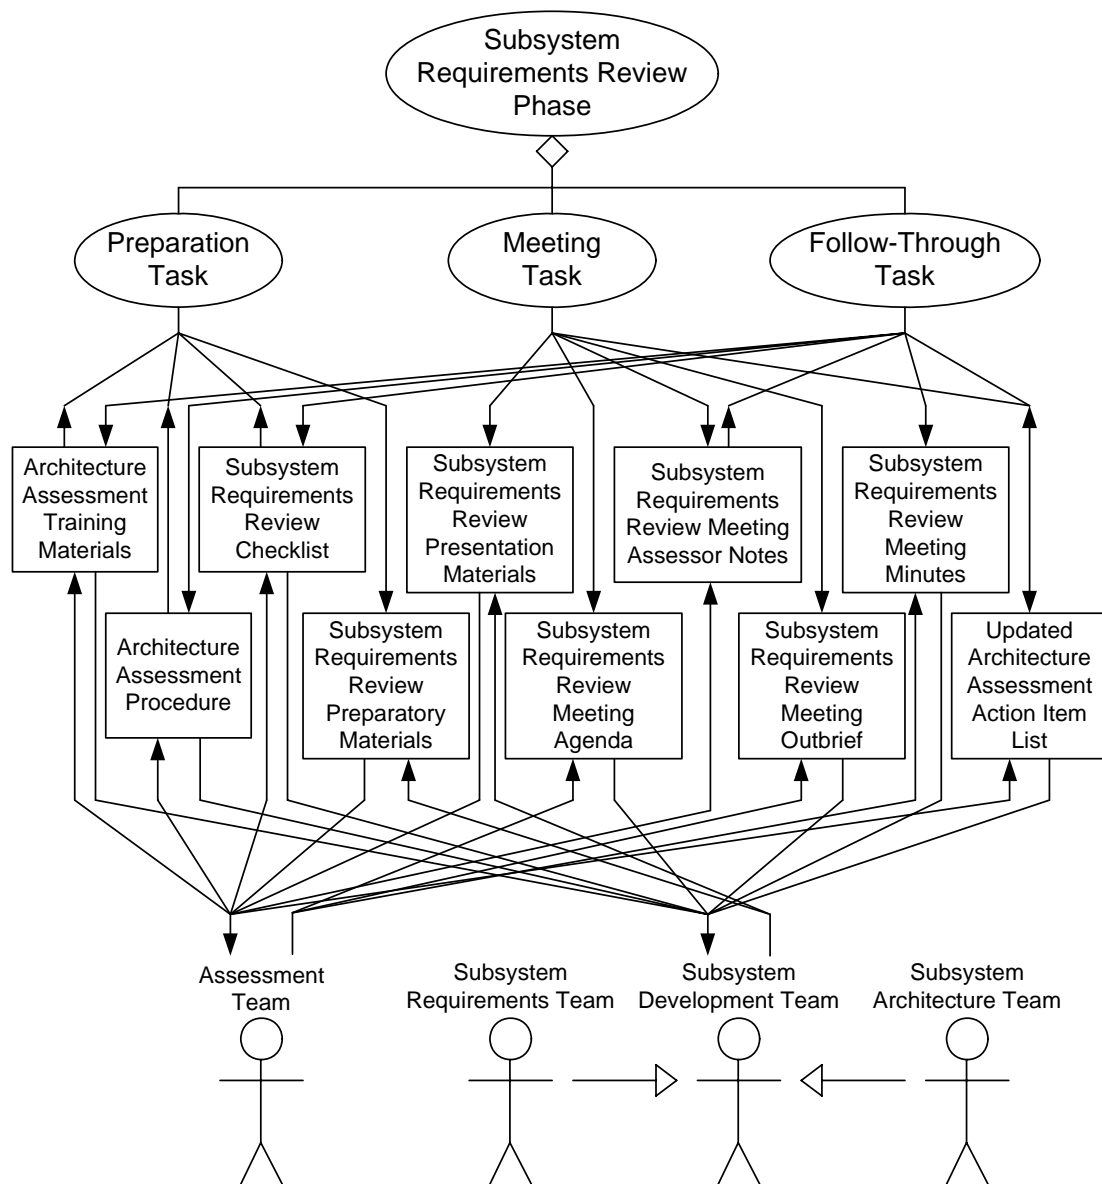 Subsystem
Requirements Review
Phase
Preparation
Task
Meeting
Task
Follow-Through
Task
Architecture
Assessment
Training
Materials
Subsystem
Requirements
Review
Checklist
Subsystem
Requirements
Review
Presentation
Materials
Subsystem
Requirements
Review Meeting
Assessor Notes
Subsystem
Requirements
Review
Meeting
Minutes
Architecture
Assessment
Procedure
Subsystem
Requirements
Review
Preparatory
Materials
Subsystem
Requirements
Review
Meeting
Agenda
Subsystem
Requirements
Review
Meeting
Outbrief
Updated
Architecture
Assessment
Action Item
List
Assessment
Team
Subsystem
Requirements Team
Subsystem
Development Team
Subsystem
Architecture Team